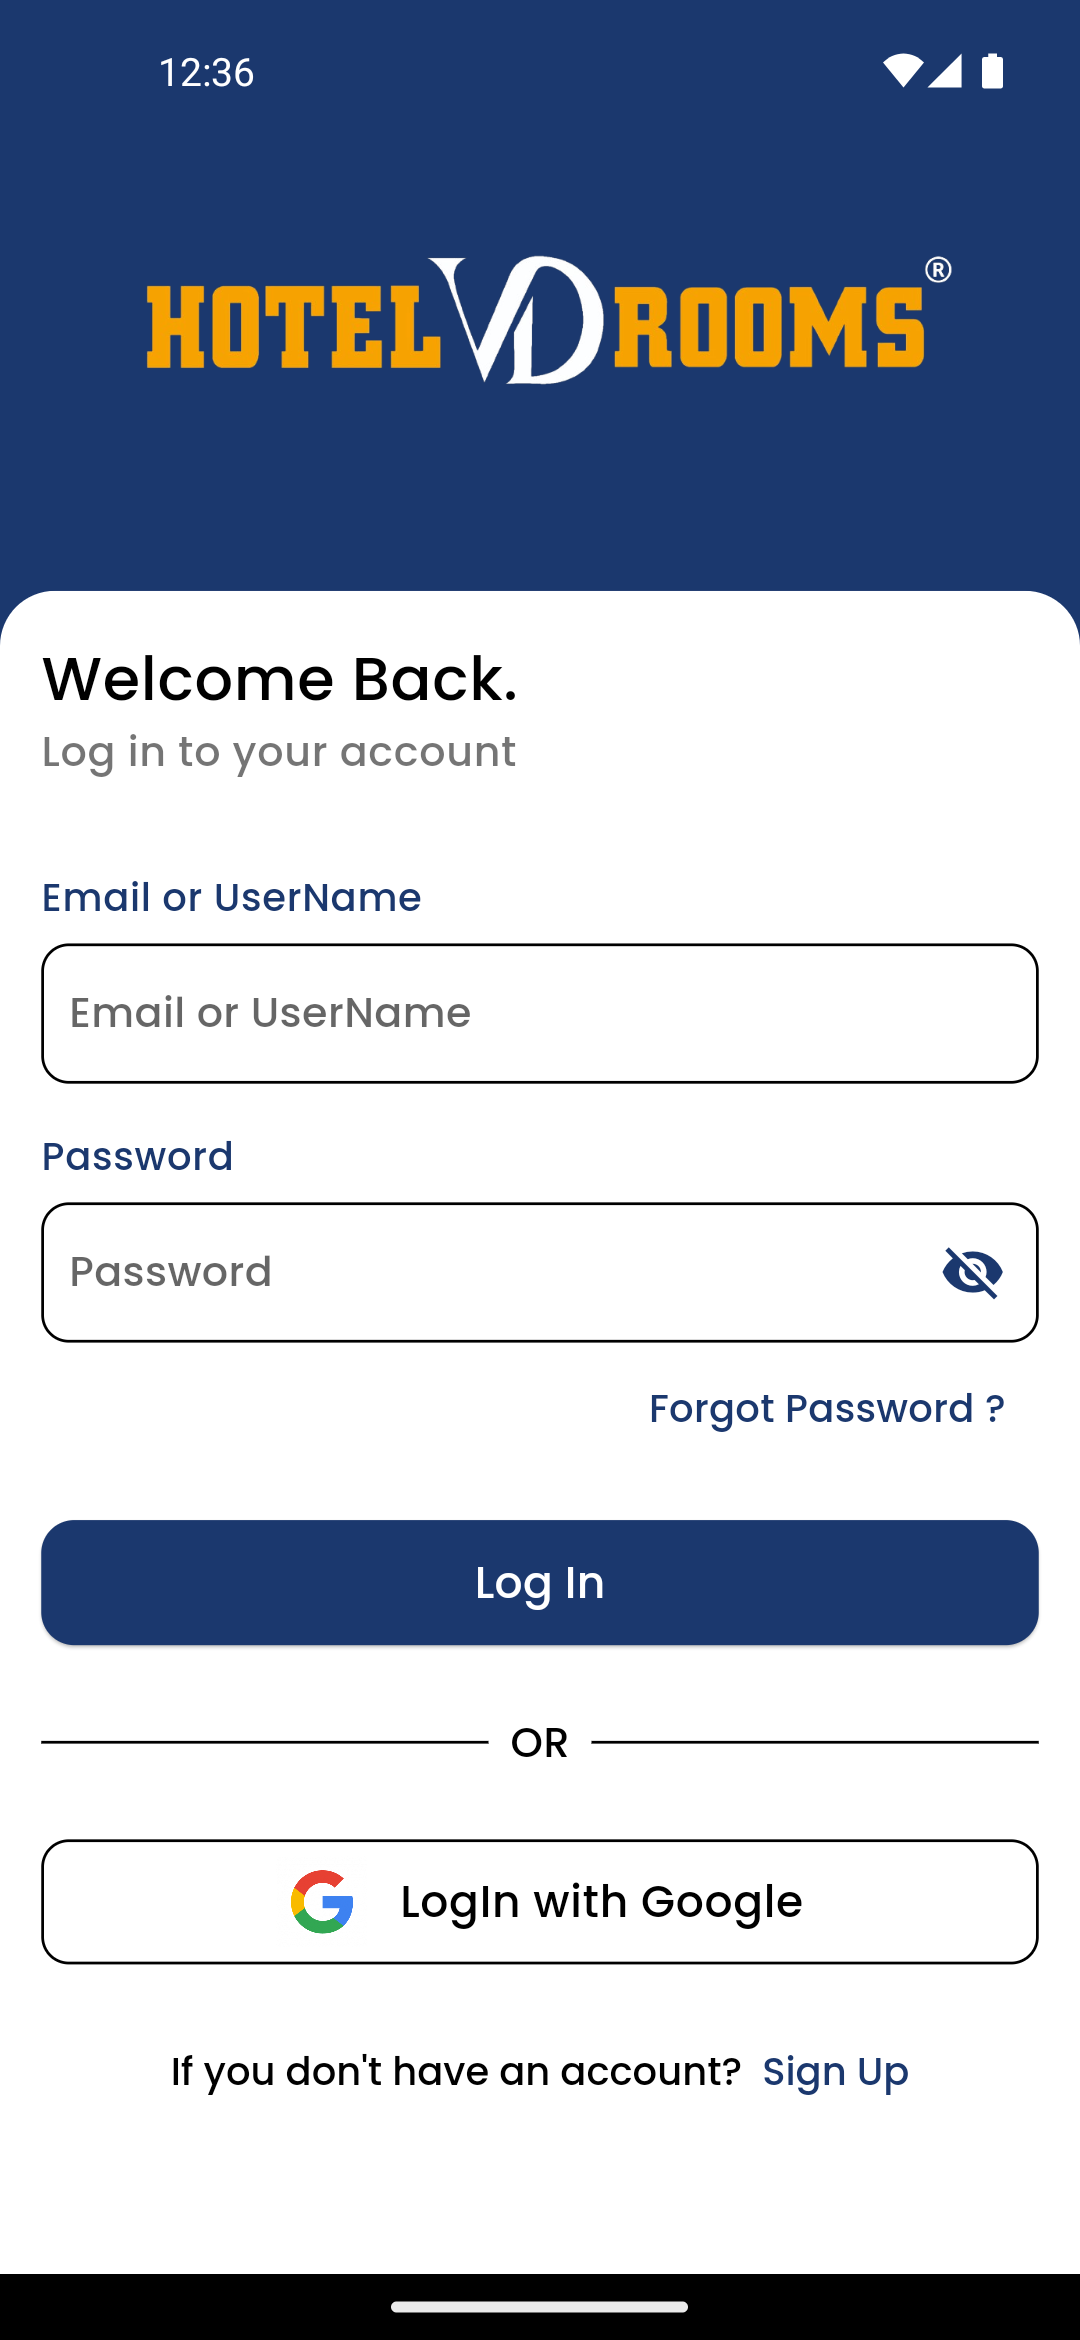 12:36
HOTEL VD ROOMS ®
Welcome Back.
Log in to your account
Email or UserName
Email or UserName
Password
Password
Forgot Password ?
Log In
OR
LogIn with Google
If you don't have an account? Sign Up